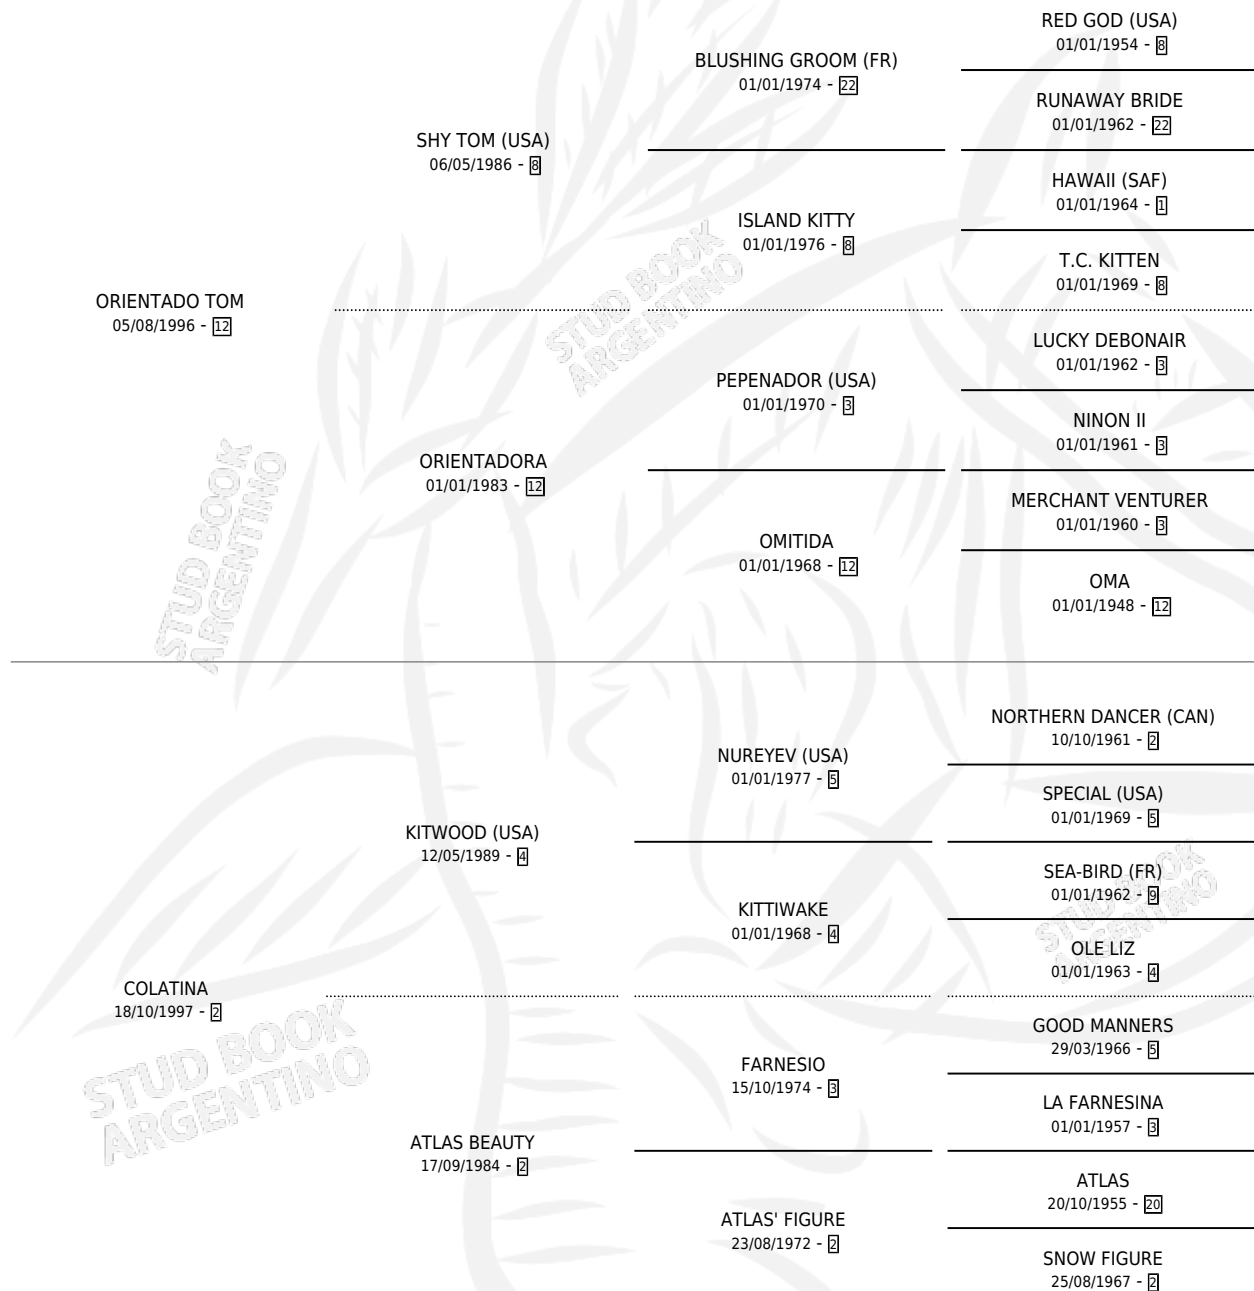 RED GOD (USA)
01/01/1954 - 8
BLUSHING GROOM (FR)
01/01/1974 - 22
RUNAWAY BRIDE
01/01/1962 - 22
SHY TOM (USA)
06/05/1986 - 8
HAWAII (SAF)
01/01/1964 - 1
ISLAND KITTY
01/01/1976 - 8
T.C. KITTEN
01/01/1969 - 8
ORIENTADO TOM
05/08/1996 - 12
LUCKY DEBONAIR
01/01/1962 - 3
PEPENADOR (USA)
01/01/1970 - 3
NINON II
01/01/1961 - 3
ORIENTADORA
01/01/1983 - 12
MERCHANT VENTURER
01/01/1960 - 3
OMITIDA
01/01/1968 - 12
OMA
01/01/1948 - 12
NORTHERN DANCER (CAN)
10/10/1961 - 2
NUREYEV (USA)
01/01/1977 - 5
SPECIAL (USA)
01/01/1969 - 5
KITWOOD (USA)
12/05/1989 - 4
SEA-BIRD (FR)
01/01/1962 - 9
KITTIWAKE
01/01/1968 - 4
OLE LIZ
01/01/1963 - 4
COLATINA
18/10/1997 - 2
GOOD MANNERS
29/03/1966 - 5
FARNESIO
15/10/1974 - 3
LA FARNESINA
01/01/1957 - 3
ATLAS BEAUTY
17/09/1984 - 2
ATLAS
20/10/1955 - 20
ATLAS' FIGURE
23/08/1972 - 2
SNOW FIGURE
25/08/1967 - 2
STUD BOOK
ARGENTINO
STUD BOOK
ARGENTINO
STUD BOOK
ARGENTINO
STUD BOOK
ARGENTINO